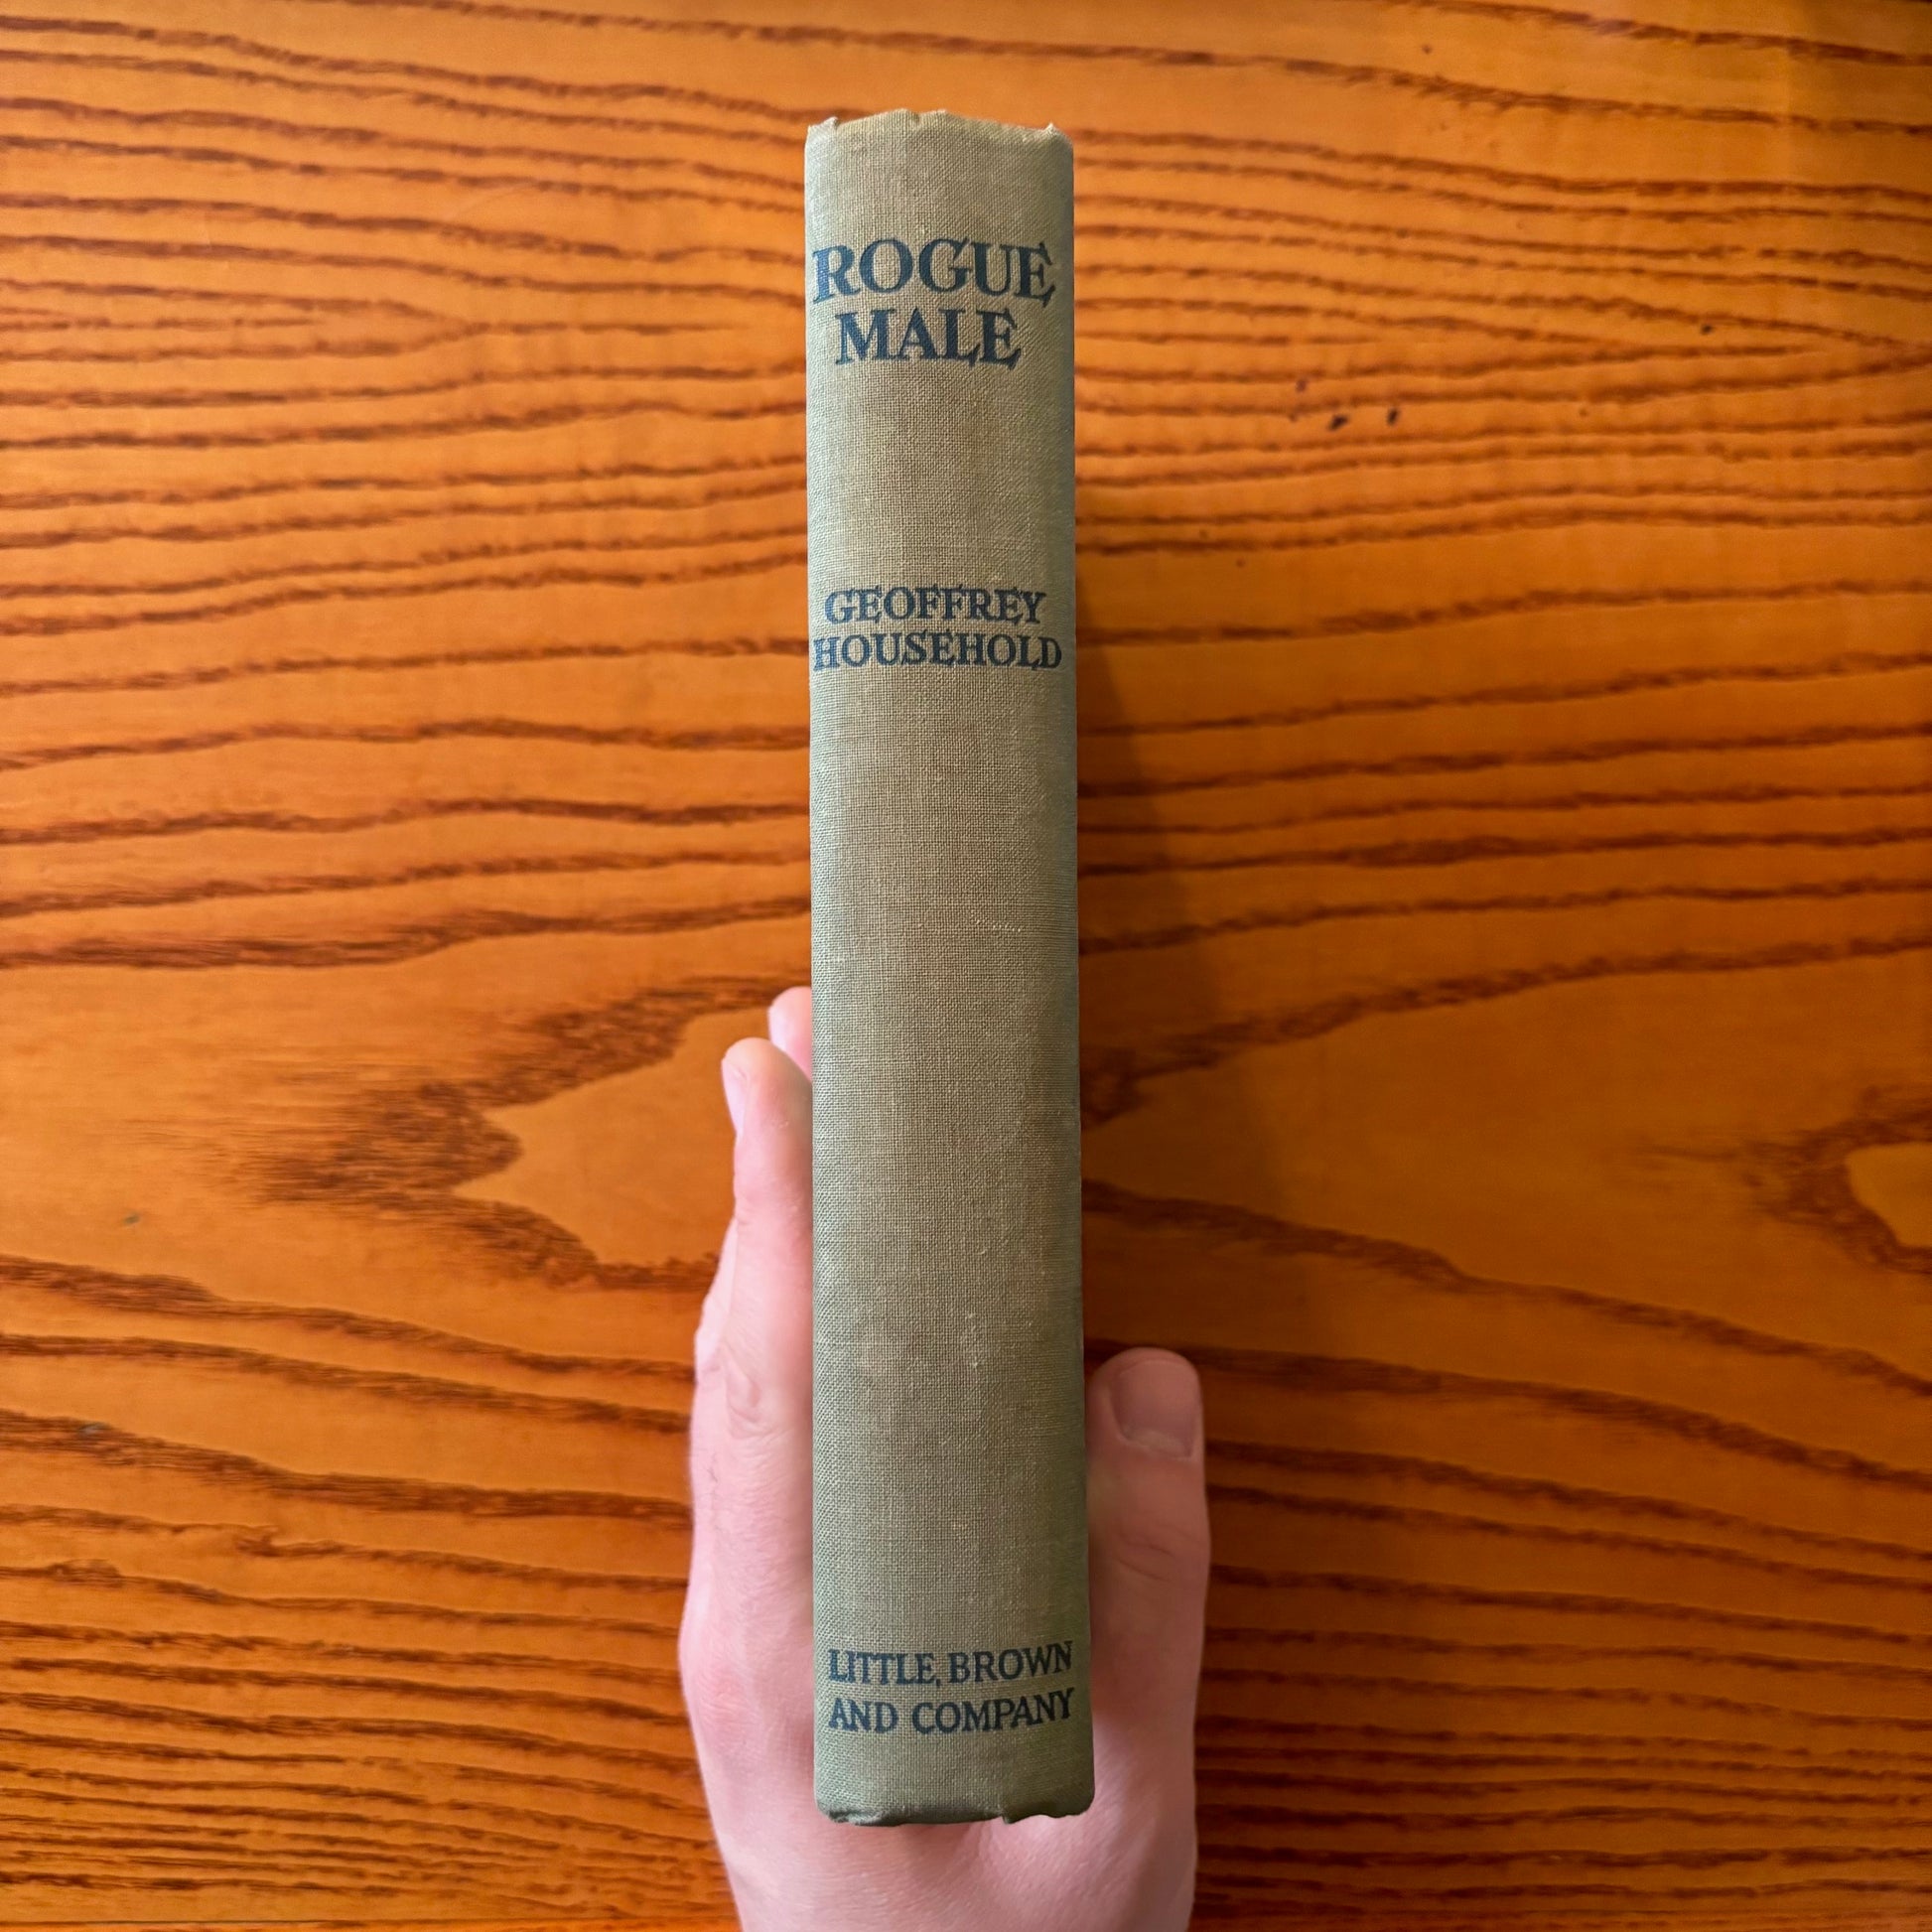 ROGUE
MALE
GEOFFREY
HOUSEHOLD
LITTLE, BROWN
AND COMPANY